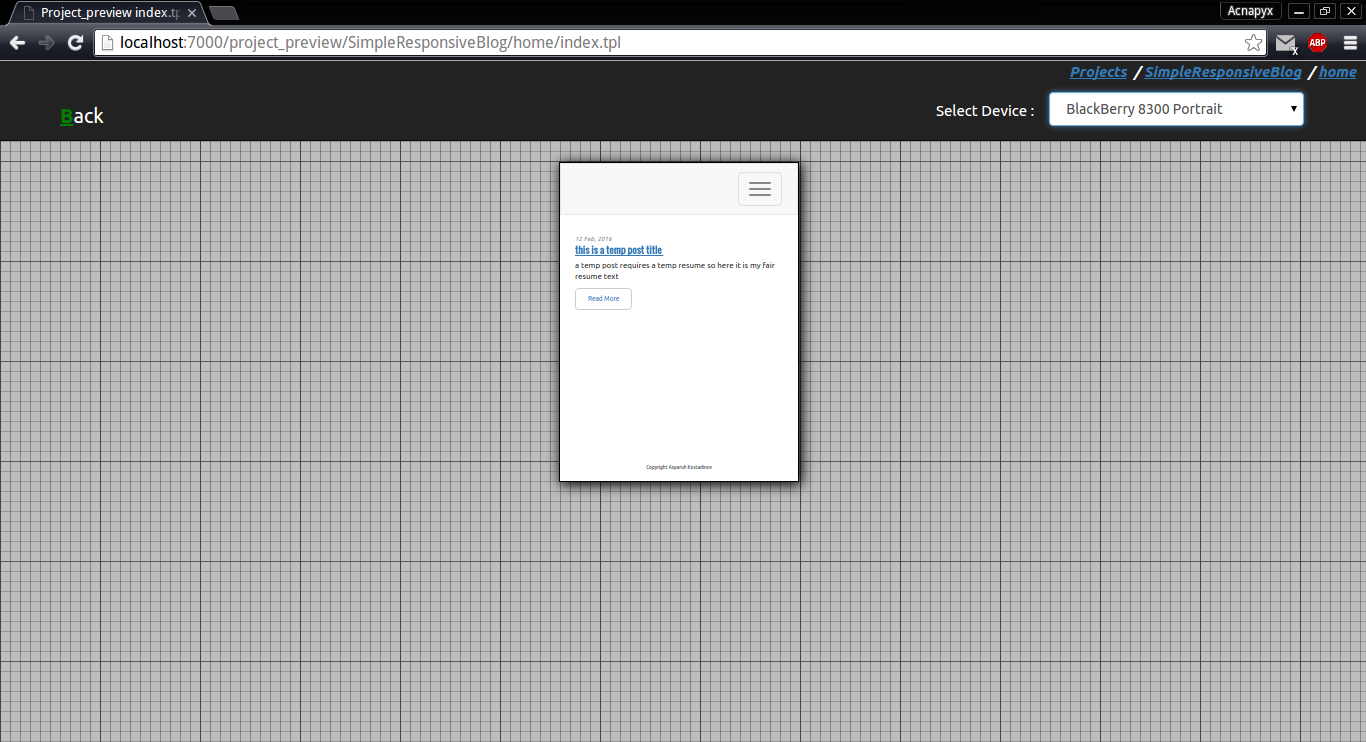 Project_preview index.tp
Acnapyx
localhost:7000/project_preview/SimpleResponsiveBlog/home/index.tpl
ABP
x
Projects / SimpleResponsiveBlog / home
Back
Select Device :
BlackBerry 8300 Portrait
12 Feb, 2016
this is a temp post title
a temp post requires a temp resume so here it is my fair
resume text
Read More
Copyright Asparuh Kostadinov